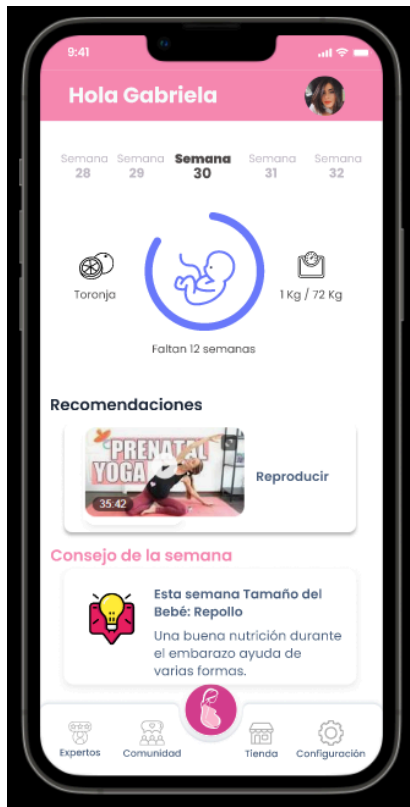 9:41
Hola Gabriela
Semana Semana Semana Semana Semana
28 29 30 31 32
Toronja
1 Kg / 72 Kg
Faltan 12 semanas
Recomendaciones
PRENATAL
YOGA
35:42
Reproducir
Consejo de la semana
Esta semana Tamaño del
Bebé: Repollo
Una buena nutrición durante
el embarazo ayuda de
varias formas.
Expertos
Comunidad
Tienda
Configuración